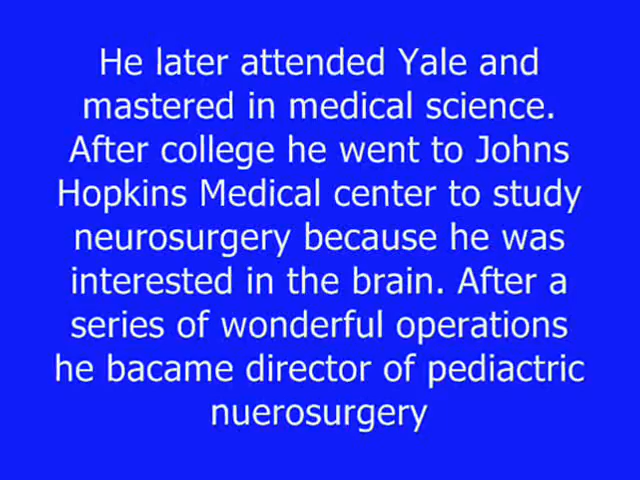 He later attended Yale and
mastered in medical science.
After college he went to Johns
Hopkins Medical center to study
neurosurgery because he was
interested in the brain. After a
series of wonderful operations
he bacame director of pediactric
nuerosurgery